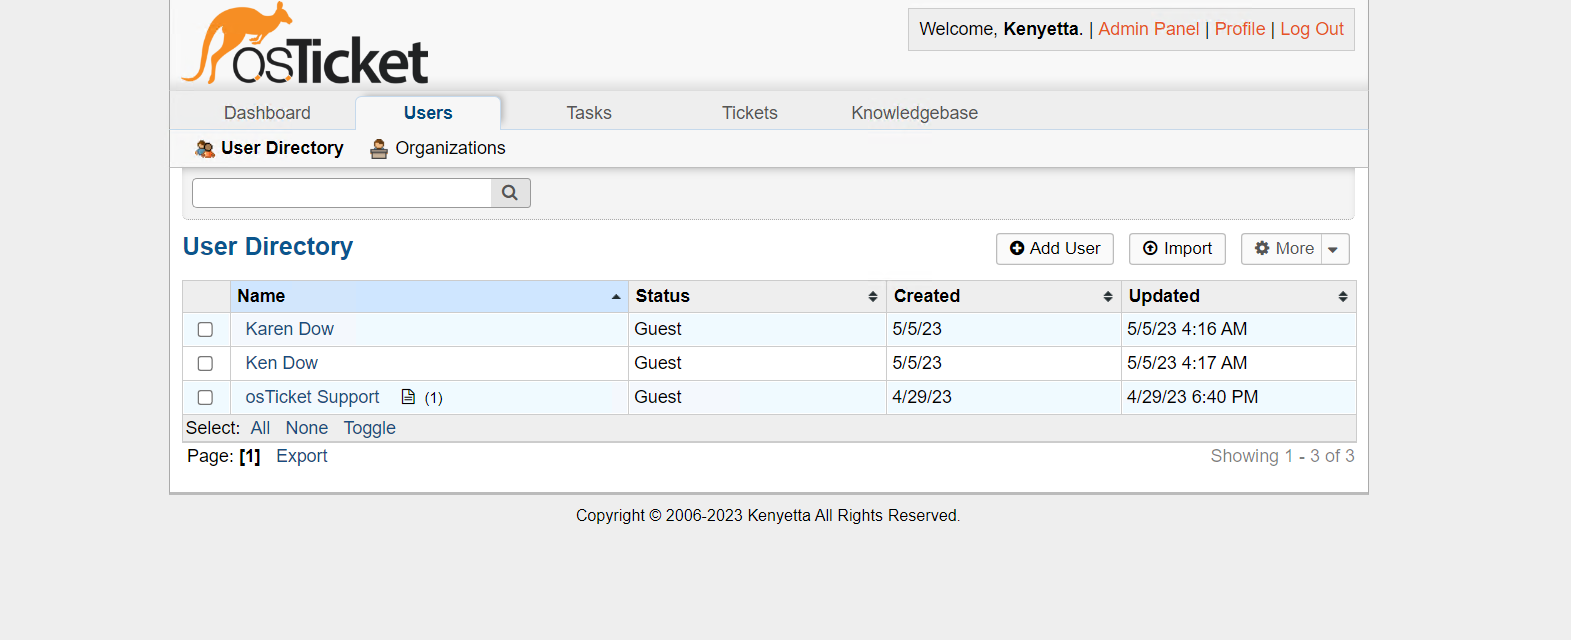 osTicket
Welcome, Kenyetta. | Admin Panel | Profile | Log Out
Dashboard Users Tasks Tickets Knowledgebase
User Directory Organizations
User Directory
Add User Import More
Name Status Created Updated
Karen Dow Guest 5/5/23 5/5/23 4:16 AM
Ken Dow Guest 5/5/23 5/5/23 4:17 AM
osTicket Support (1) Guest 4/29/23 4/29/23 6:40 PM
Select: All None Toggle
Page: [1] Export Showing 1 - 3 of 3
Copyright © 2006-2023 Kenyetta All Rights Reserved.